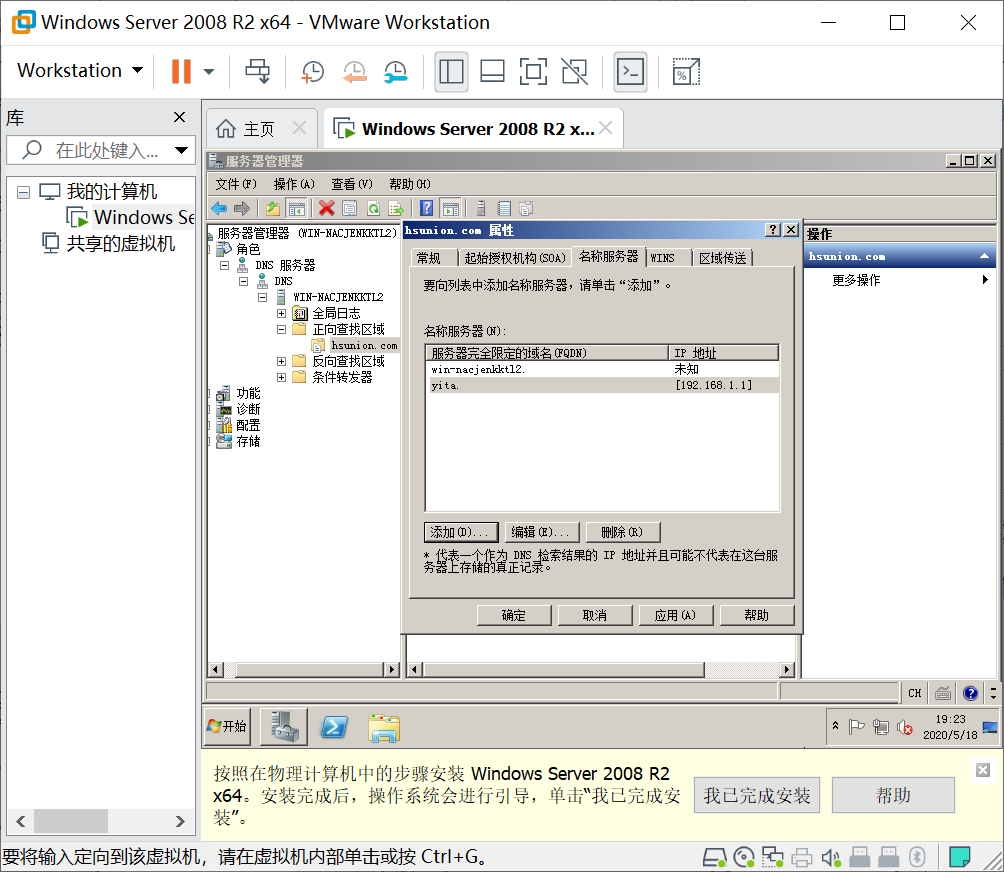 Windows Server 2008 R2 x64 - VMware Workstation
Workstation
库
在此处键入...
我的计算机
Windows Se
共享的虚拟机
主页
Windows Server 2008 R2 x...
服务器管理器
文件(F) 操作(A) 查看(V) 帮助(H)
服务器管理器 (WIN-NACJENKKTL2)
角色
DNS 服务器
DNS
WIN-NACJENKKTL2
全局日志
正向查找区域
hsunion.com
反向查找区域
条件转发器
功能
诊断
配置
存储
hsunion.com 属性
常规 起始授权机构(SOA) 名称服务器 WINS 区域传送
要向列表中添加名称服务器，请单击“添加”。
名称服务器(N):
服务器完全限定的域名(FQDN) IP 地址
win-nacjenkktl2. 未知
yita. [192.168.1.1]
添加(D)... 编辑(E)... 删除(R)
* 代表一个作为 DNS 检索结果的 IP 地址并且可能不代表在这台服
务器上存储的真正记录。
确定 取消 应用(A) 帮助
操作
hsunion.com
更多操作
CH
开始
19:23
2020/5/18
按照在物理计算机中的步骤安装 Windows Server 2008 R2
x64。安装完成后，操作系统会进行引导，单击“我已完成安
装”。
我已完成安装 帮助
要将输入定向到该虚拟机，请在虚拟机内部单击或按 Ctrl+G。